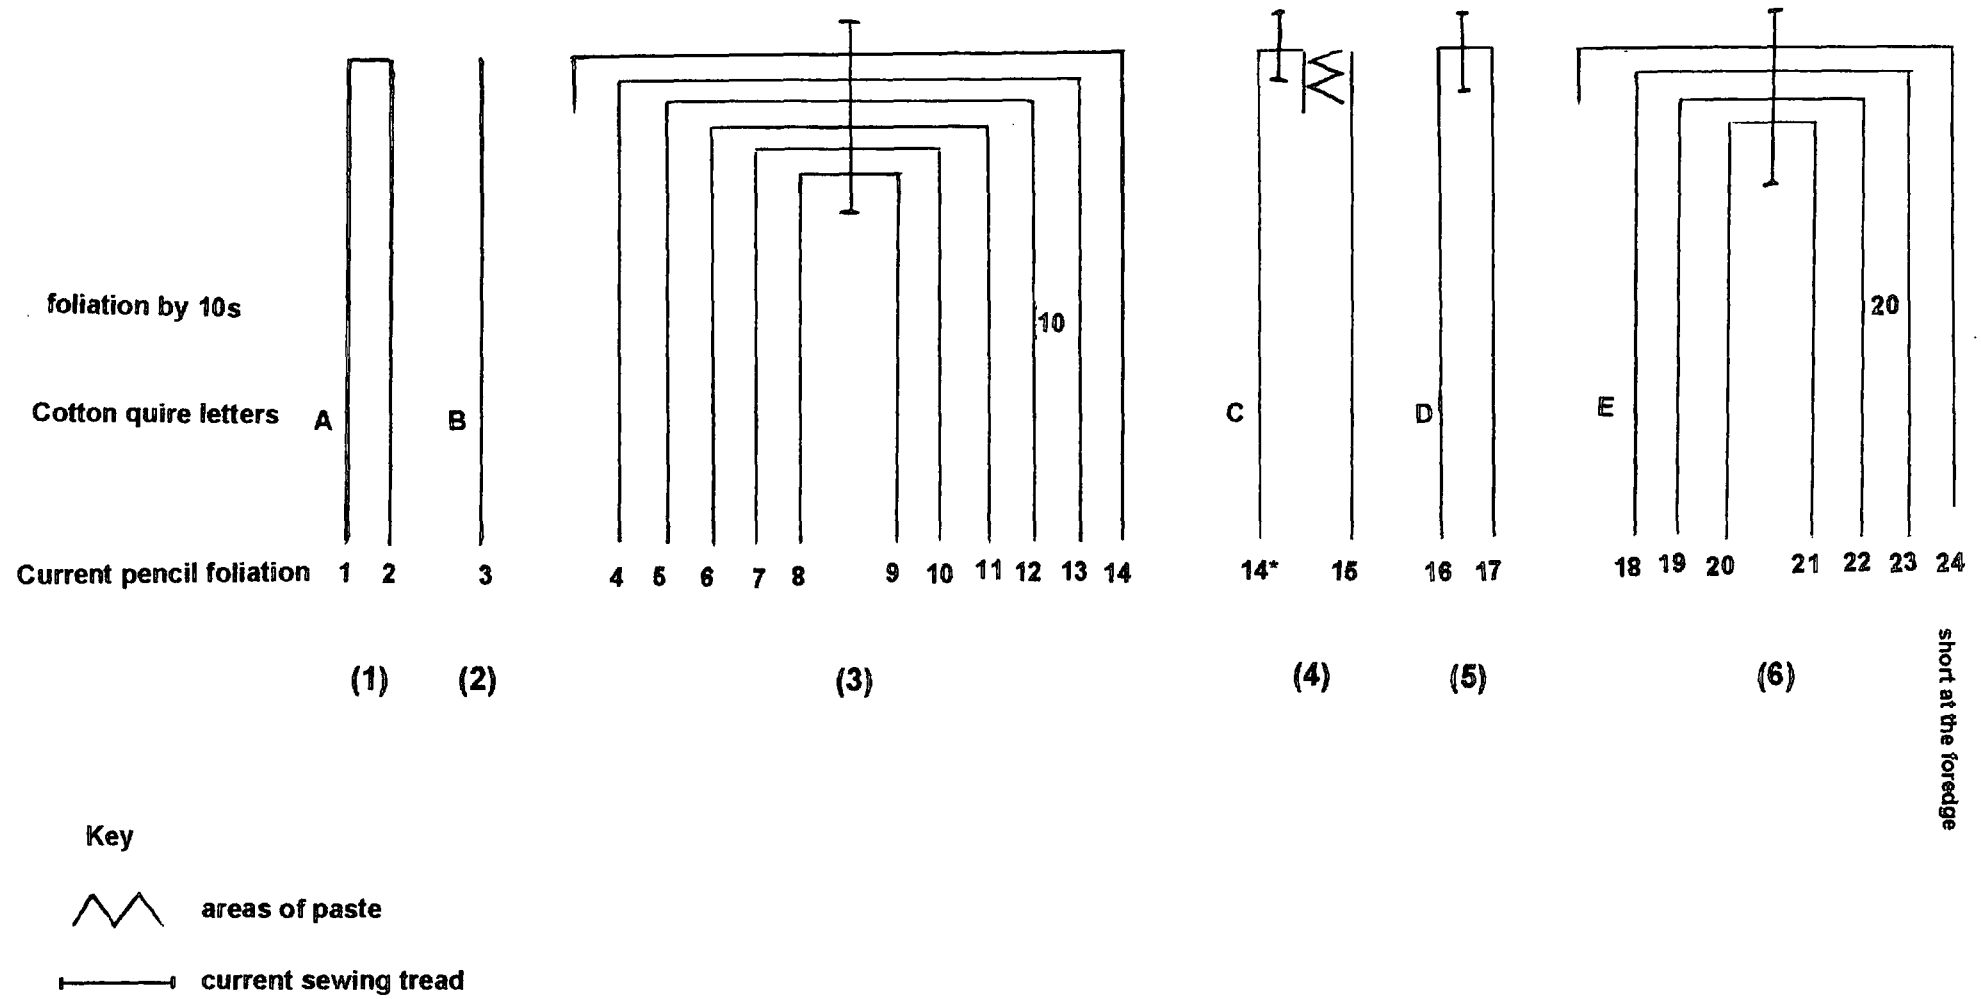 foliation by 10s 10 20
Cotton quire letters A B C D E
Current pencil foliation 1 2 3 4 5 6 7 8 9 10 11 12 13 14 14* 15 16 17 18 19 20 21 22 23 24
short at the foredge
(1) (2) (3) (4) (5) (6)
Key
areas of paste
current sewing tread